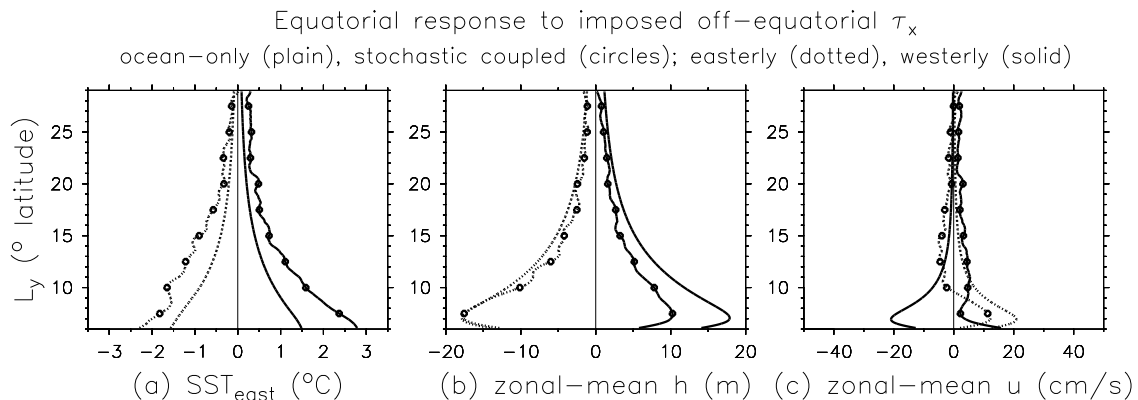 Equatorial response to imposed off−equatorial τx
ocean−only (plain), stochastic coupled (circles); easterly (dotted), westerly (solid)
Ly (° latitude)
25
20
15
10
−3 −2 −1 0 1 2 3
(a) SSTeast (°C)
25
20
15
10
−20 −10 0 10 20
(b) zonal−mean h (m)
25
20
15
10
−40 −20 0 20 40
(c) zonal−mean u (cm/s)